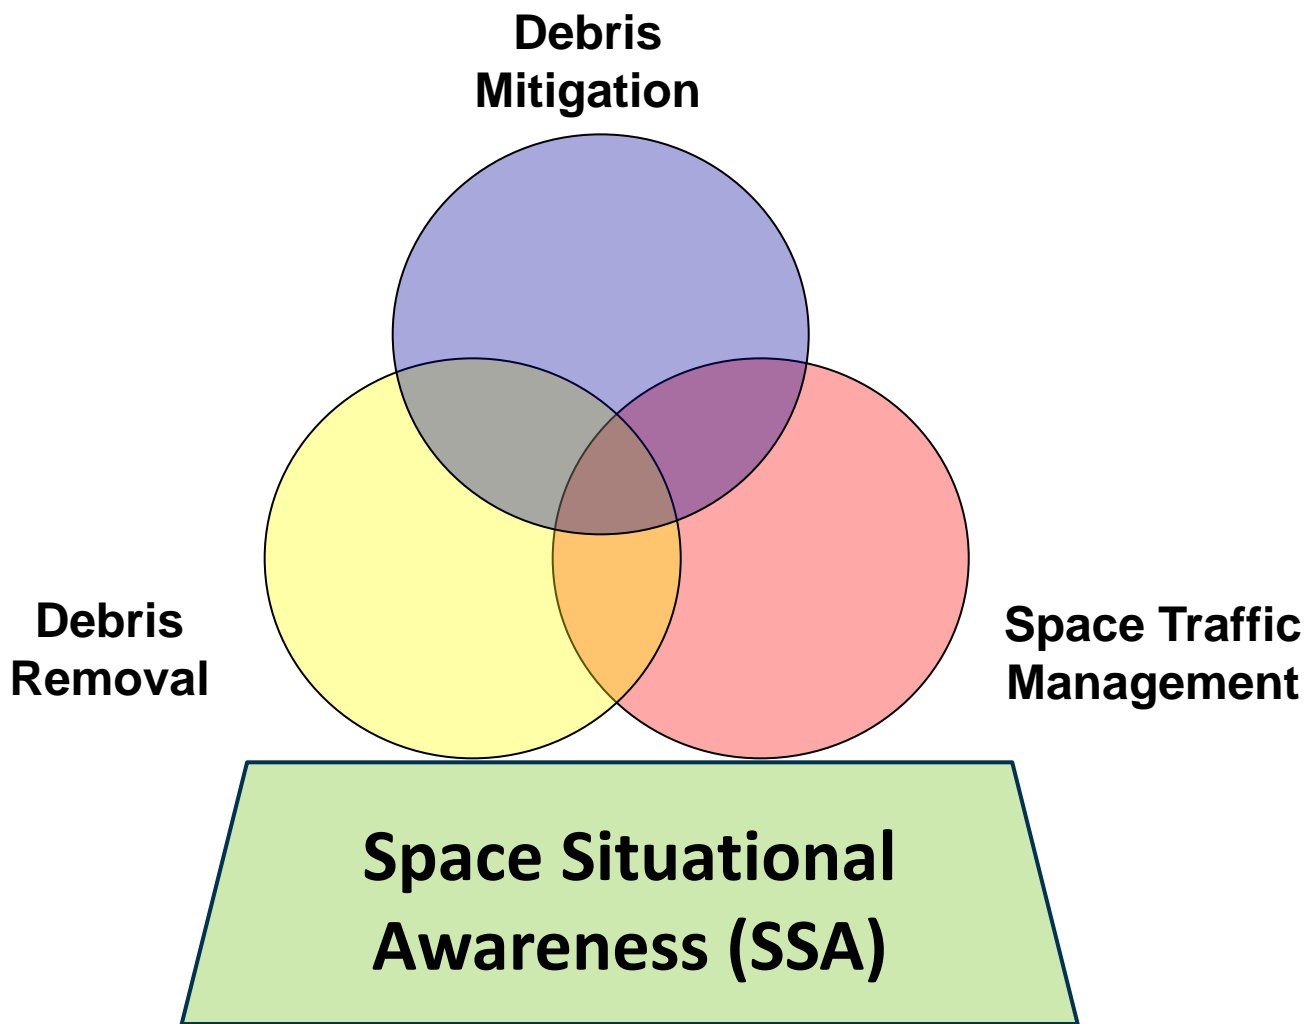 Debris
Mitigation
Debris
Removal
Space Traffic
Management
Space Situational
Awareness (SSA)